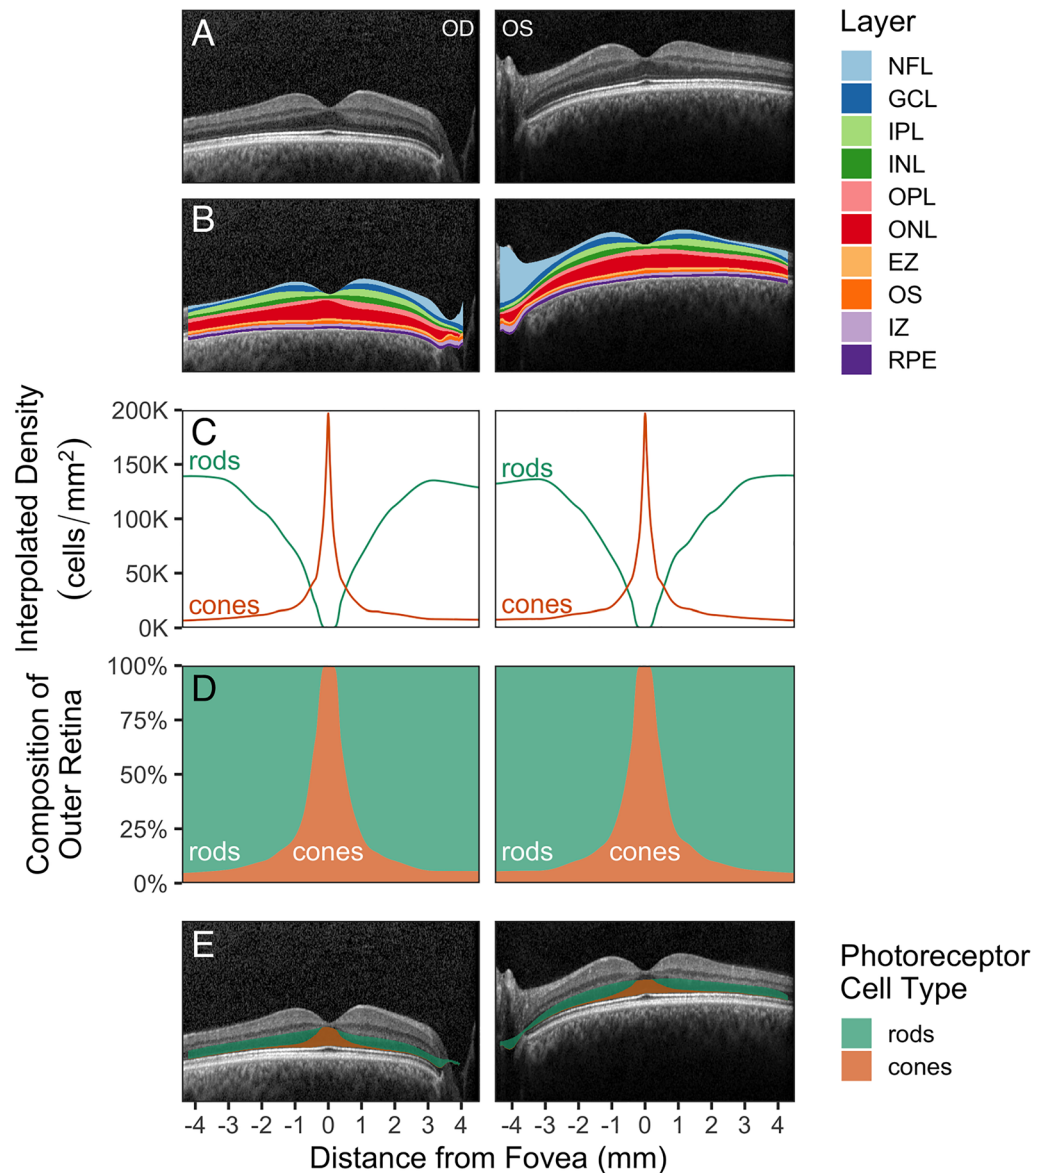 A
OD
OS
Layer
NFL
GCL
IPL
INL
OPL
ONL
EZ
OS
IZ
RPE
B
Interpolated Density
(cells/mm²)
200K
150K
100K
50K
0K
C
rods
cones
rods
cones
Composition of
Outer Retina
100%
75%
50%
25%
0%
D
rods
cones
rods
cones
E
Photoreceptor
Cell Type
rods
cones
-4 -3 -2 -1 0 1 2 3 4
-4 -3 -2 -1 0 1 2 3 4
Distance from Fovea (mm)